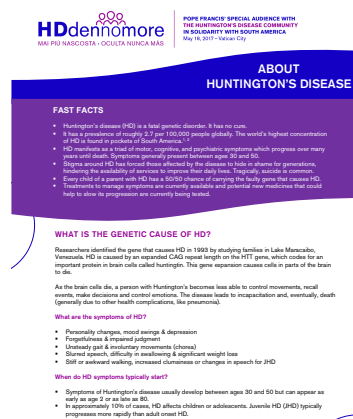 HDdennomore
MAI PIÙ NASCOSTA • OCULTA NUNCA MÁS
POPE FRANCIS' SPECIAL AUDIENCE WITH
THE HUNTINGTON'S DISEASE COMMUNITY
IN SOLIDARITY WITH SOUTH AMERICA
May 18, 2017 – Vatican City
ABOUT
HUNTINGTON'S DISEASE
FAST FACTS
• Huntington's disease (HD) is a fatal genetic disorder. It has no cure.
• It has a prevalence of roughly 2.7 per 100,000 people globally. The world's highest concentration
of HD is found in pockets of South America.¹, ²
• HD manifests as a triad of motor, cognitive, and psychiatric symptoms which progress over many
years until death. Symptoms generally present between ages 30 and 50.
• Stigma around HD has forced those affected by the disease to hide in shame for generations,
hindering the availability of services to improve their daily lives. Tragically, suicide is common.
• Every child of a parent with HD has a 50/50 chance of carrying the faulty gene that causes HD.
• Treatments to manage symptoms are currently available and potential new medicines that could
help to slow its progression are currently being tested.
WHAT IS THE GENETIC CAUSE OF HD?
Researchers identified the gene that causes HD in 1993 by studying families in Lake Maracaibo,
Venezuela. HD is caused by an expanded CAG repeat length on the HTT gene, which codes for an
important protein in brain cells called huntingtin. This gene expansion causes cells in parts of the brain
to die.
As the brain cells die, a person with Huntington's becomes less able to control movements, recall
events, make decisions and control emotions. The disease leads to incapacitation and, eventually, death
(generally due to other health complications, like pneumonia).
What are the symptoms of HD?
• Personality changes, mood swings & depression
• Forgetfulness & impaired judgment
• Unsteady gait & involuntary movements (chorea)
• Slurred speech, difficulty in swallowing & significant weight loss
• Stiff or awkward walking, increased clumsiness or changes in speech for JHD
When do HD symptoms typically start?
• Symptoms of Huntington's disease usually develop between ages 30 and 50 but can appear
as early as age 2 or as late as 80.
• In approximately 10% of cases, HD affects children or adolescents. Juvenile HD (JHD) typically
progresses more rapidly than adult onset HD.